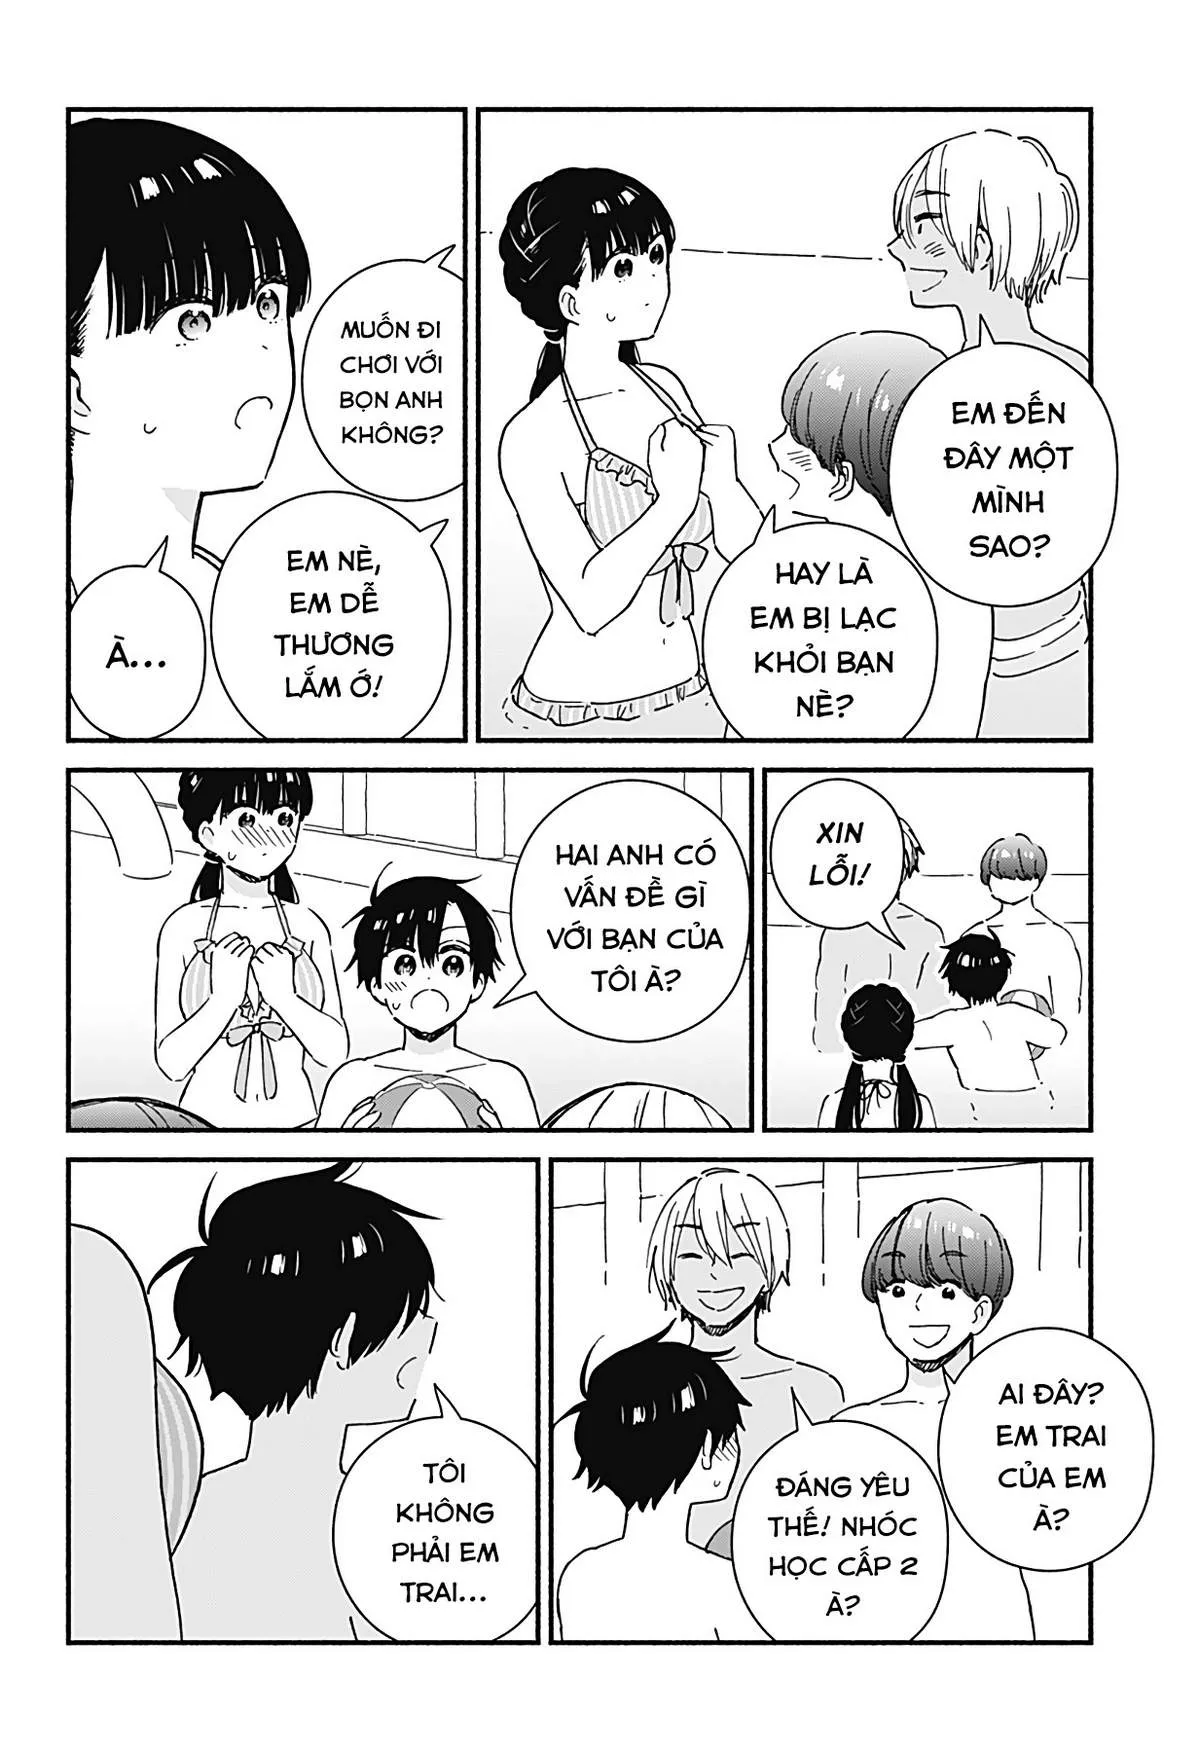 EM ĐẾN
ĐÂY MỘT
MÌNH
SAO?
HAY LÀ
EM BỊ LẠC
KHỎI BẠN
NÈ?
MUỐN ĐI
CHƠI VỚI
BỌN ANH
KHÔNG?
EM NÈ,
EM DỄ
THƯƠNG
LẮM Ớ!
À...
XIN
LỖI!
HAI ANH CÓ
VẤN ĐỀ GÌ
VỚI BẠN CỦA
TÔI À?
AI ĐÂY?
EM TRAI
CỦA EM
À?
ĐÁNG YÊU
THẾ! NHÓC
HỌC CẤP 2
À?
TÔI
KHÔNG
PHẢI EM
TRAI...